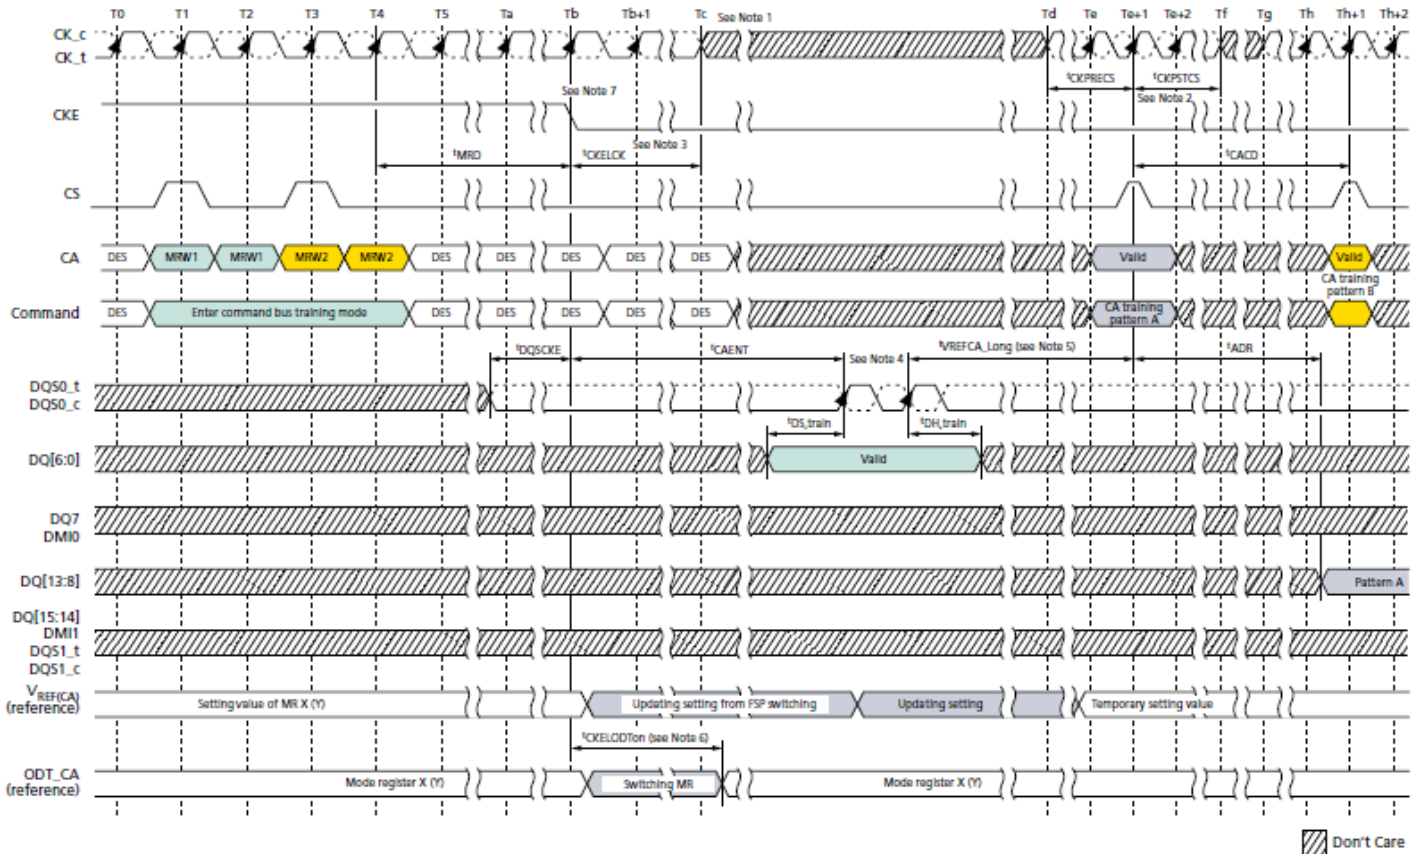 T0 T1 T2 T3 T4 T5 Ta Tb Tb+1 Tc See Note 1 Td Te Te+1 Te+2 Tf Tg Th Th+1 Th+2
CK_c
CK_t
tCKPRECS tCKPSTCS
See Note 7 See Note 2
CKE
See Note 3
tMRD tCKELCK tCACD
CS
CA DES MRW1 MRW1 MRW2 MRW2 DES DES DES DES DES Valid Valid
CA training
pattern B
Command DES Enter command bus training mode DES DES DES DES DES CA training
pattern A
tDQSCKE tCAENT See Note 4 tVREFCA_Long (see Note 5) tADR
DQS0_t
DQS0_c
tDS,train tDH,train
DQ[6:0] Valid
DQ7
DMI0
DQ[13:8] Pattern A
DQ[15:14]
DMI1
DQS1_t
DQS1_c
VREF(CA)
(reference) Setting value of MR X (Y) Updating setting from FSP switching Updating setting Temporary setting value
tCKELODTon (see Note 6)
ODT_CA
(reference) Mode register X (Y) Switching MR Mode register X (Y)
Don't Care